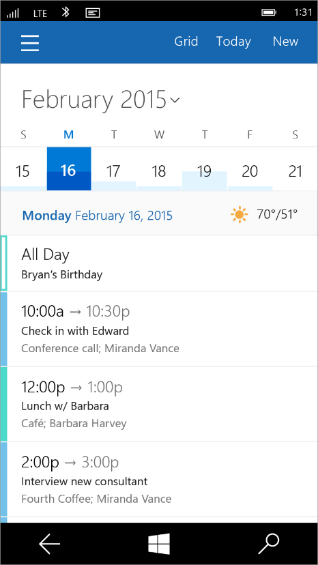 LTE 1:31
Grid Today New
February 2015
S M T W T F S
15 16 17 18 19 20 21
Monday February 16, 2015 70°/51°
All Day
Bryan's Birthday
10:00a → 10:30p
Check in with Edward
Conference call; Miranda Vance
12:00p → 1:00p
Lunch w/ Barbara
Café; Barbara Harvey
2:00p → 3:00p
Interview new consultant
Fourth Coffee; Miranda Vance